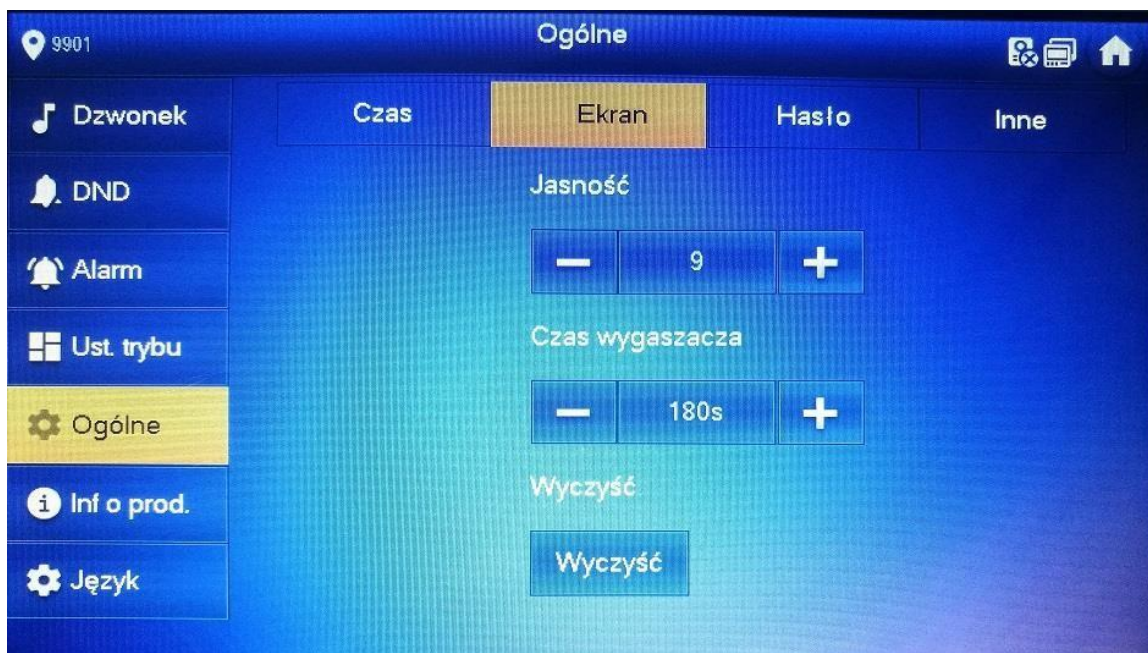 9901
Ogólne
Dzwonek
DND
Alarm
Ust. trybu
Ogólne
Inf o prod.
Język
Czas
Ekran
Hasło
Inne
Jasność
9
Czas wygaszacza
180s
Wyczyść
Wyczyść